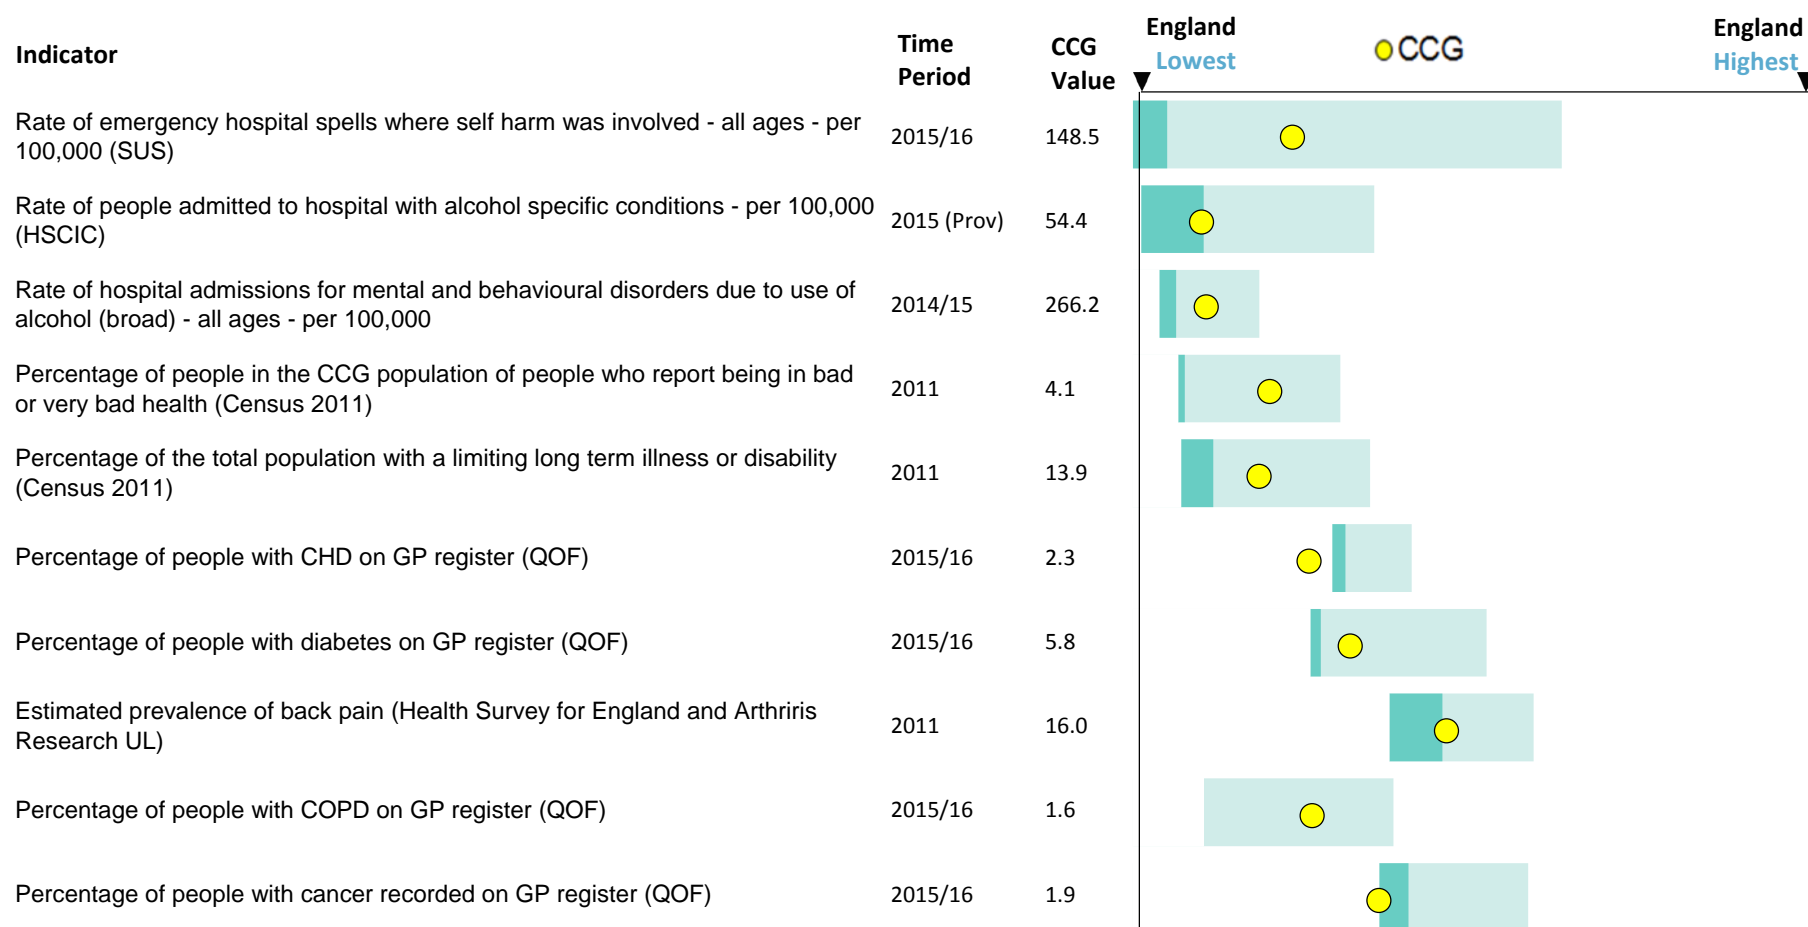 Indicator
Time
Period
CCG
Value
England
Lowest
CCG
England
Highest
Rate of emergency hospital spells where self harm was involved - all ages - per
100,000 (SUS)
2015/16
148.5
Rate of people admitted to hospital with alcohol specific conditions - per 100,000
(HSCIC)
2015 (Prov)
54.4
Rate of hospital admissions for mental and behavioural disorders due to use of
alcohol (broad) - all ages - per 100,000
2014/15
266.2
Percentage of people in the CCG population of people who report being in bad
or very bad health (Census 2011)
2011
4.1
Percentage of the total population with a limiting long term illness or disability
(Census 2011)
2011
13.9
Percentage of people with CHD on GP register (QOF)
2015/16
2.3
Percentage of people with diabetes on GP register (QOF)
2015/16
5.8
Estimated prevalence of back pain (Health Survey for England and Arthriris
Research UL)
2011
16.0
Percentage of people with COPD on GP register (QOF)
2015/16
1.6
Percentage of people with cancer recorded on GP register (QOF)
2015/16
1.9